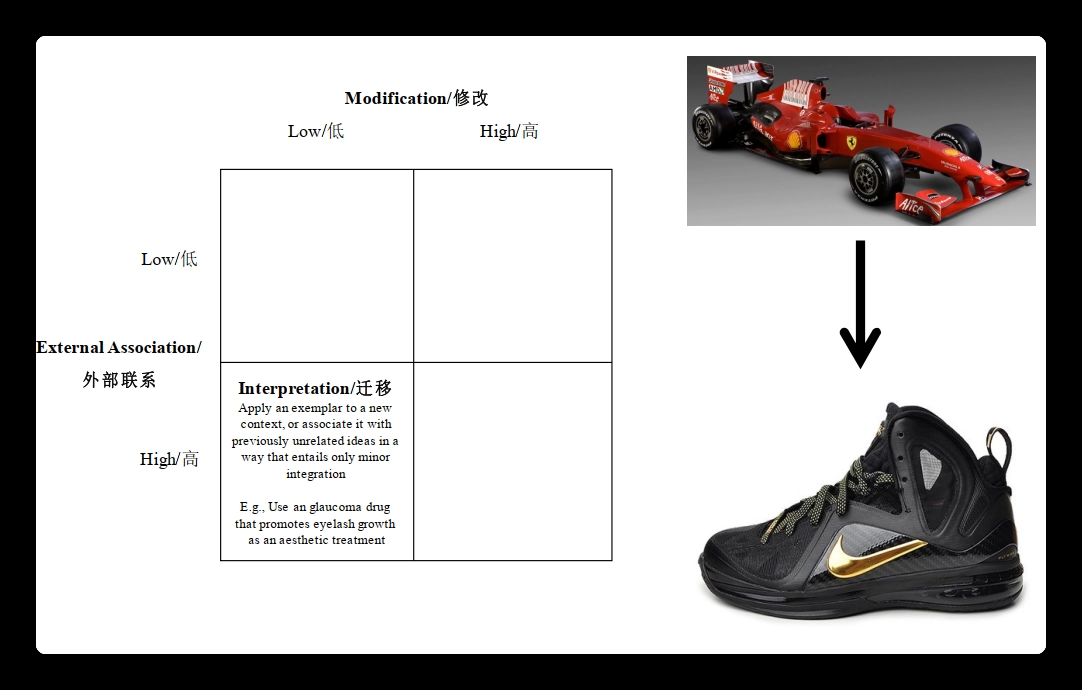 Modification/修改
Low/低
High/高
Low/低
External Association/
外部联系
High/高
Interpretation/迁移
Apply an exemplar to a new
context, or associate it with
previously unrelated ideas in a
way that entails only minor
integration
E.g., Use an glaucoma drug
that promotes eyelash growth
as an aesthetic treatment
Alice